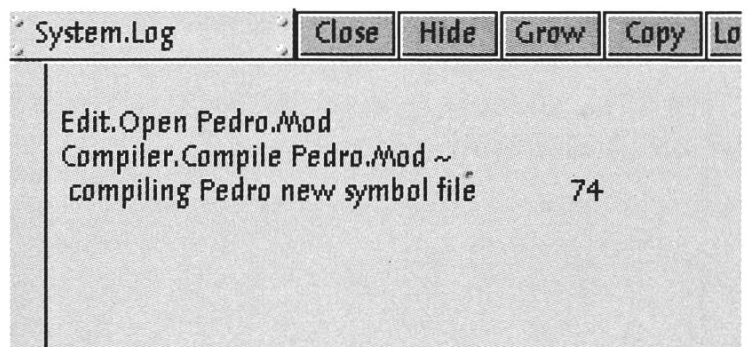 System.Log Close Hide Grow Copy Lo
Edit.Open Pedro.Mod
Compiler.Compile Pedro.Mod ~
compiling Pedro new symbol file 74